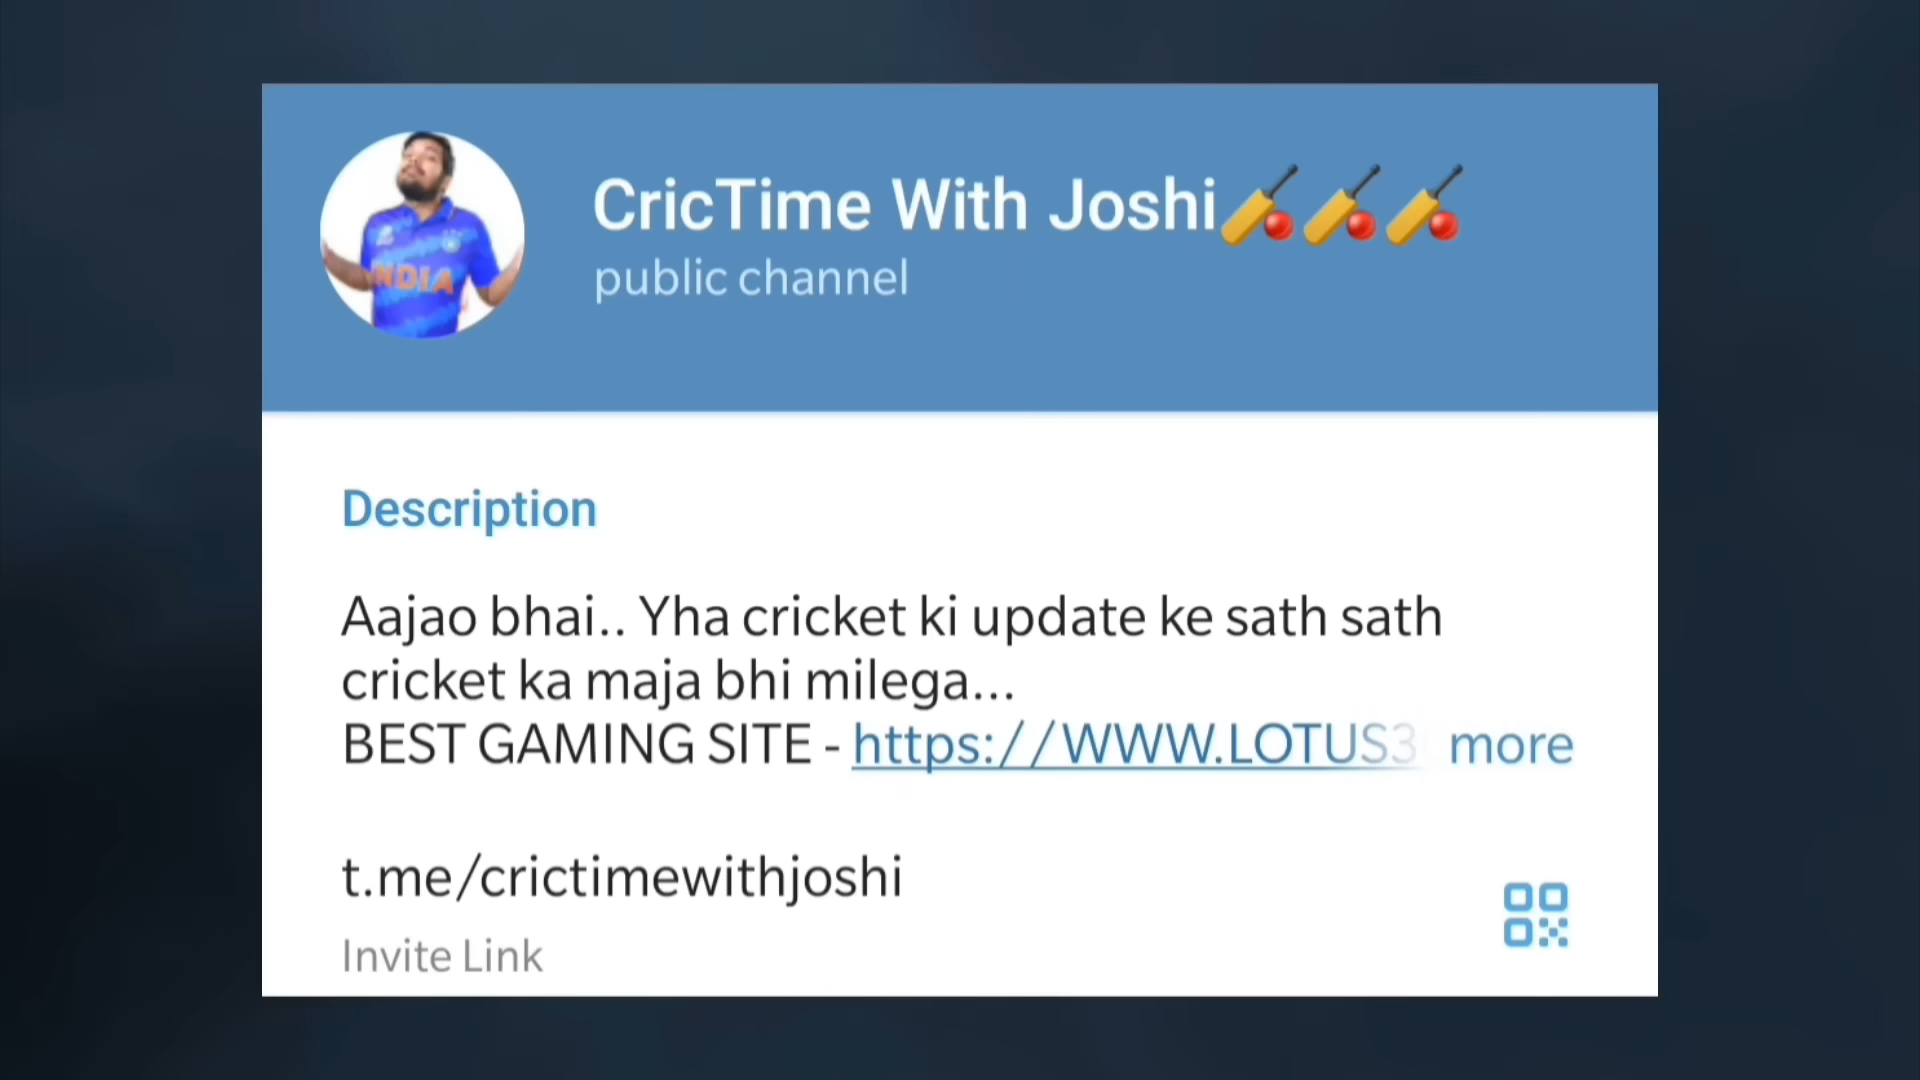 CricTime With Joshi🏏🏏🏏
public channel
INDIA
Description
Aajao bhai.. Yha cricket ki update ke sath sath
cricket ka maja bhi milega...
BEST GAMING SITE - https://WWW.LOTUS3 more
t.me/crictimewithjoshi
Invite Link